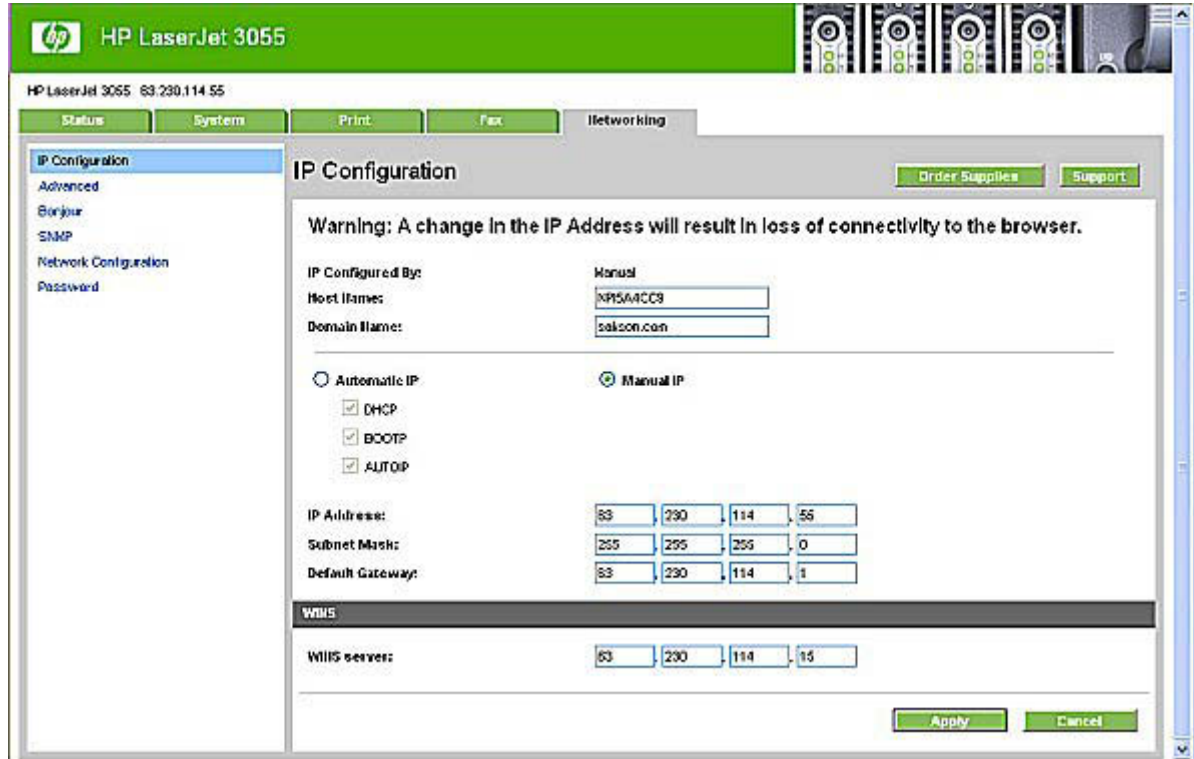 hp HP LaserJet 3055
HP LaserJet 3055 63.230.114.55
Status System Print Fax Networking
IP Configuration
Advanced
Bonjour
SNMP
Network Configuration
Password
IP Configuration
Order Supplies Support
Warning: A change in the IP Address will result in loss of connectivity to the browser.
IP Configured By: Manual
Host Name:
Domain Name:
Automatic IP Manual IP
DHCP
BOOTP
AUTOIP
IP Address: 63 . 230 . 114 . 55
Subnet Mask: 255 . 255 . 255 . 0
Default Gateway: 63 . 230 . 114 . 1
WINS
WINS server: 63 . 230 . 114 . 15
Apply Cancel